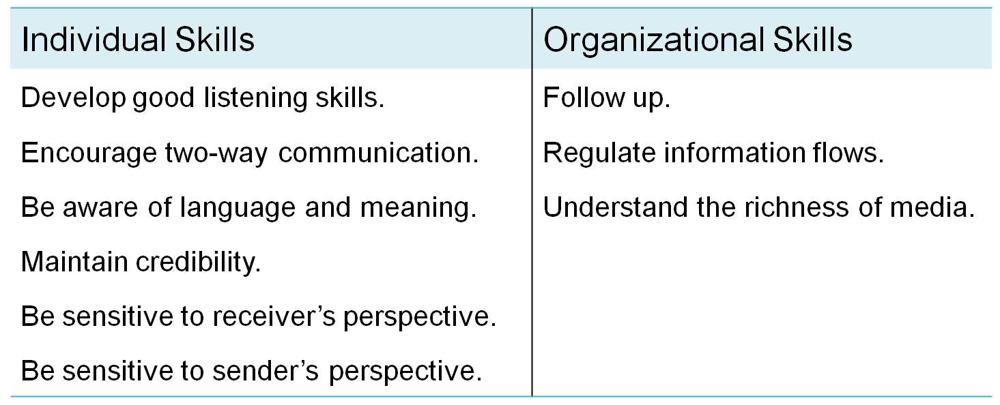 Individual Skills
Organizational Skills
Develop good listening skills.
Follow up.
Encourage two-way communication.
Regulate information flows.
Be aware of language and meaning.
Understand the richness of media.
Maintain credibility.
Be sensitive to receiver’s perspective.
Be sensitive to sender’s perspective.